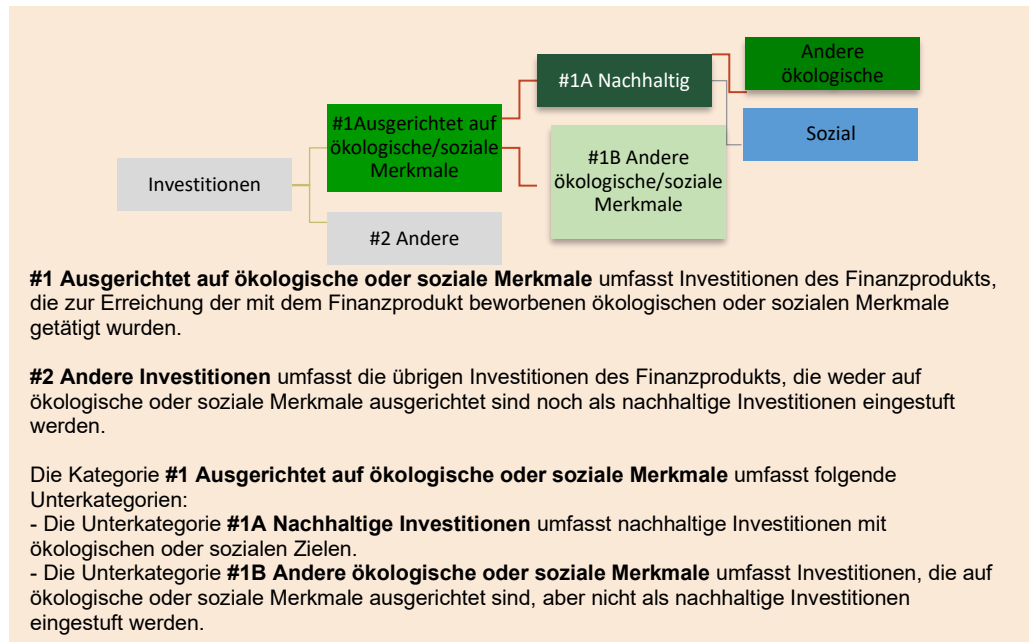 Andere
ökologische
#1A Nachhaltig
#1Ausgerichtet auf
ökologische/soziale
Merkmale
Sozial
#1B Andere
ökologische/soziale
Merkmale
Investitionen
#2 Andere
#1 Ausgerichtet auf ökologische oder soziale Merkmale umfasst Investitionen des Finanzprodukts,
die zur Erreichung der mit dem Finanzprodukt beworbenen ökologischen oder sozialen Merkmale
getätigt wurden.
#2 Andere Investitionen umfasst die übrigen Investitionen des Finanzprodukts, die weder auf
ökologische oder soziale Merkmale ausgerichtet sind noch als nachhaltige Investitionen eingestuft
werden.
Die Kategorie #1 Ausgerichtet auf ökologische oder soziale Merkmale umfasst folgende
Unterkategorien:
- Die Unterkategorie #1A Nachhaltige Investitionen umfasst nachhaltige Investitionen mit
ökologischen oder sozialen Zielen.
- Die Unterkategorie #1B Andere ökologische oder soziale Merkmale umfasst Investitionen, die auf
ökologische oder soziale Merkmale ausgerichtet sind, aber nicht als nachhaltige Investitionen
eingestuft werden.